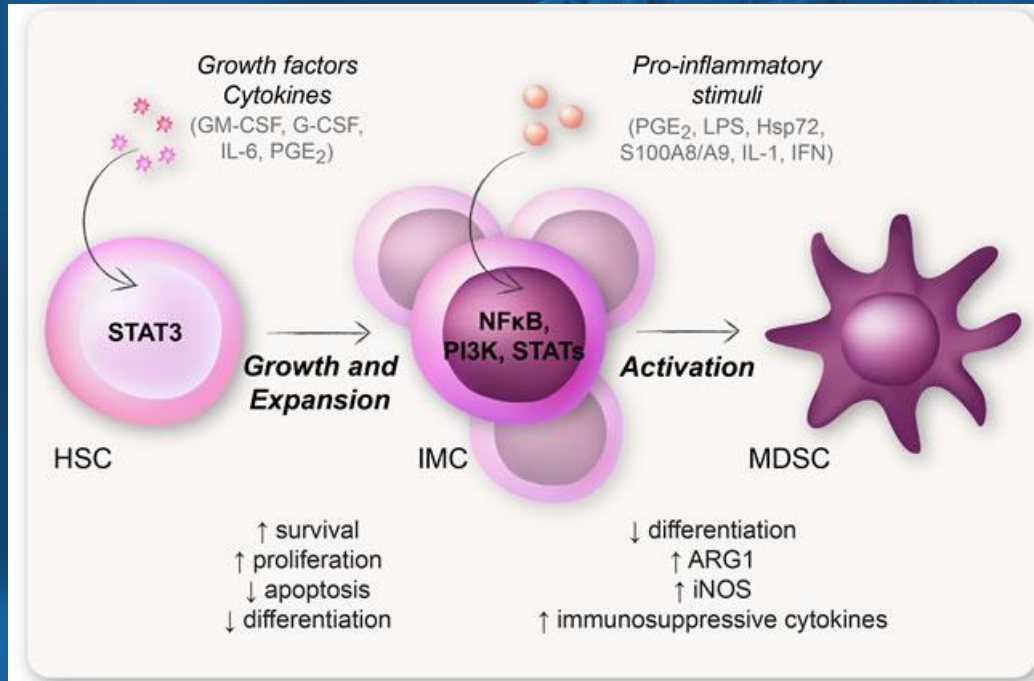 Growth factors
Cytokines
(GM-CSF, G-CSF,
IL-6, PGE₂)
Pro-inflammatory
stimuli
(PGE₂, LPS, Hsp72,
S100A8/A9, IL-1, IFN)
STAT3
Growth and
Expansion
NFκB,
PI3K, STATs
Activation
HSC
IMC
MDSC
↑ survival
↑ proliferation
↓ apoptosis
↓ differentiation
↓ differentiation
↑ ARG1
↑ iNOS
↑ immunosuppressive cytokines